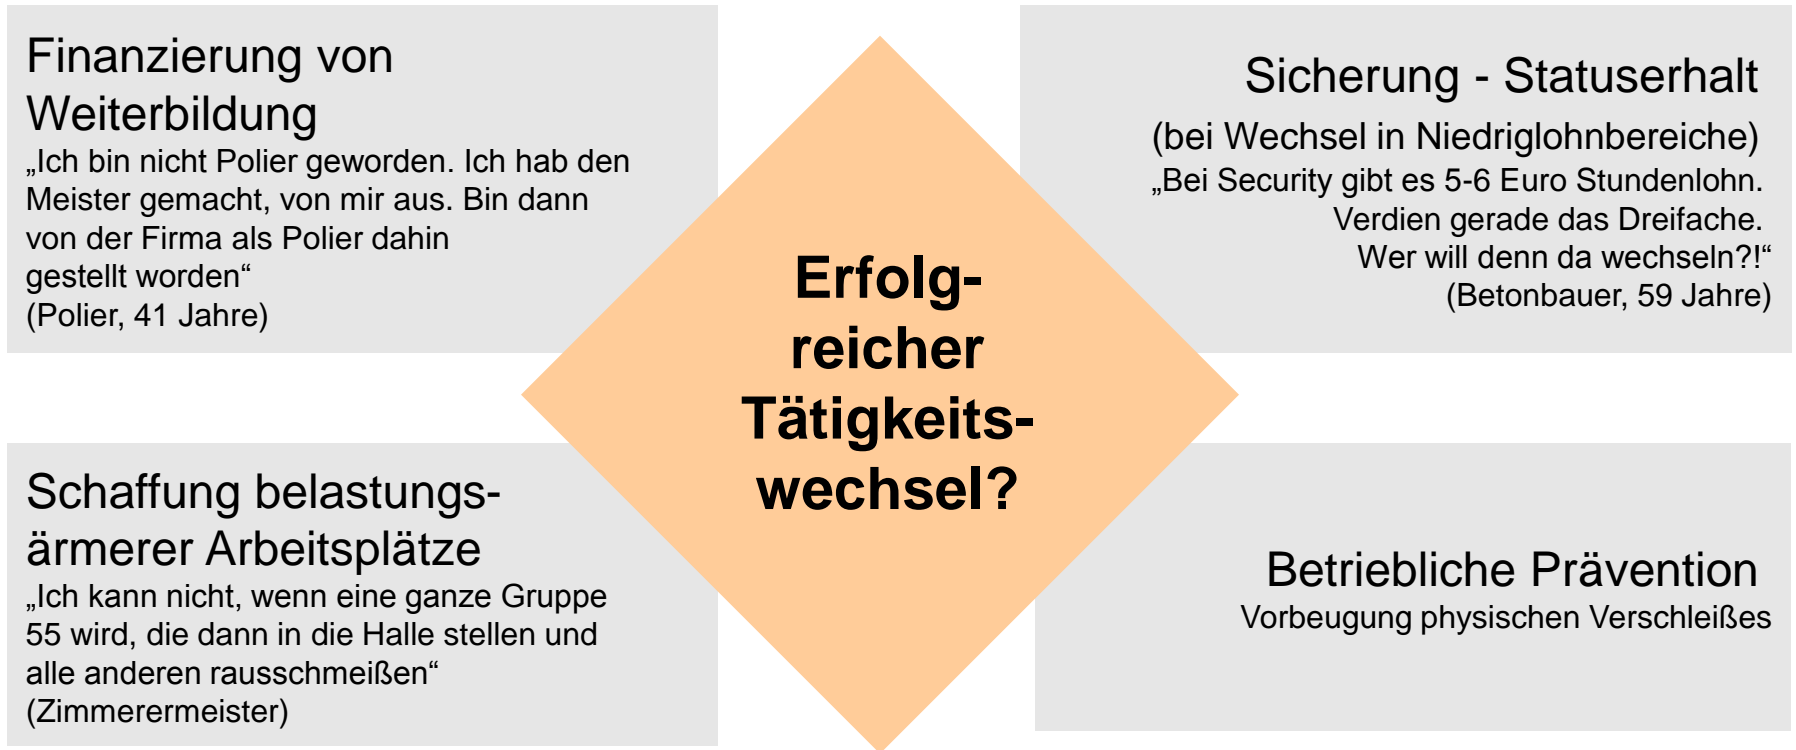 Finanzierung von
Weiterbildung
„Ich bin nicht Polier geworden. Ich hab den
Meister gemacht, von mir aus. Bin dann
von der Firma als Polier dahin
gestellt worden“
(Polier, 41 Jahre)
Sicherung - Statuserhalt
(bei Wechsel in Niedriglohnbereiche)
„Bei Security gibt es 5-6 Euro Stundenlohn.
Verdien gerade das Dreifache.
Wer will denn da wechseln?!“
(Betonbauer, 59 Jahre)
Erfolg-
reicher
Tätigkeits-
wechsel?
Schaffung belastungs-
ärmerer Arbeitsplätze
„Ich kann nicht, wenn eine ganze Gruppe
55 wird, die dann in die Halle stellen und
alle anderen rausschmeißen“
(Zimmerermeister)
Betriebliche Prävention
Vorbeugung physischen Verschleißes